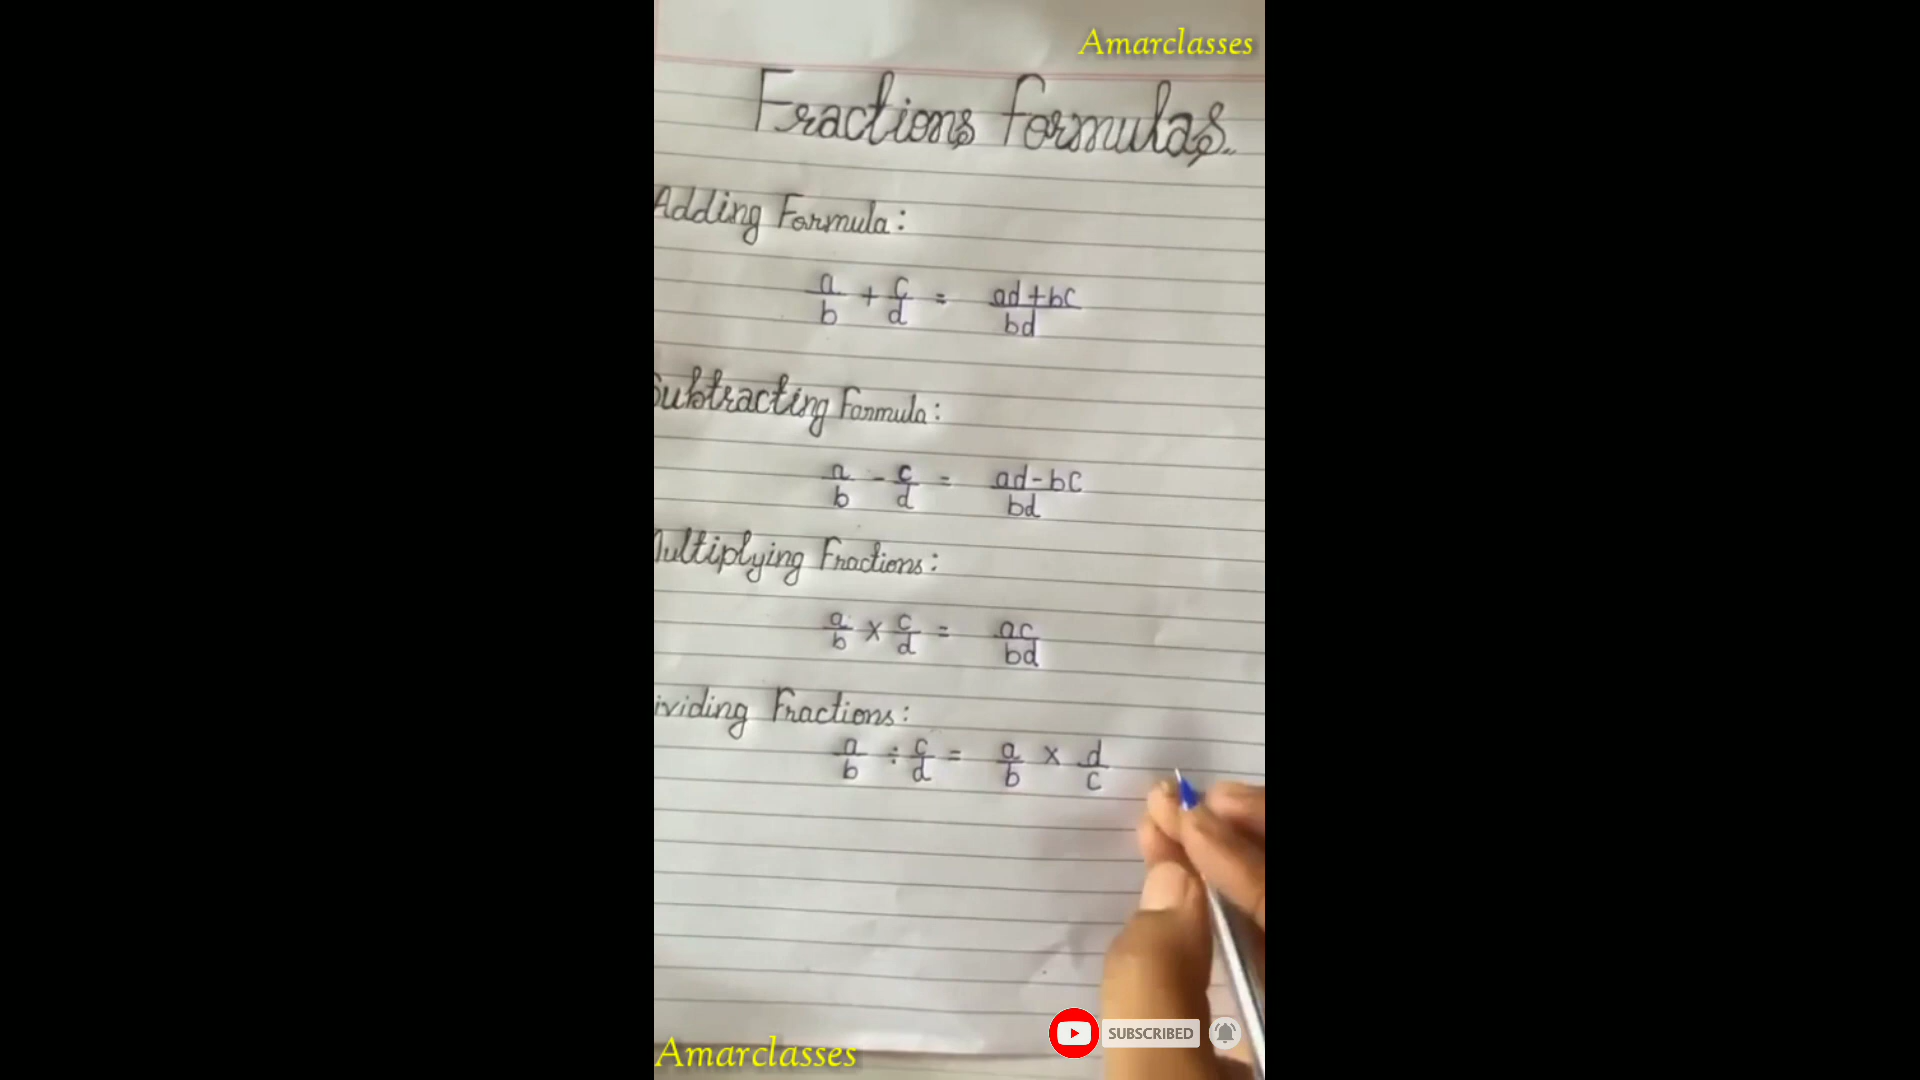 Amarclasses
Fractions formulas..
Adding Formula:
a/b + c/d = ad+bc/bd
Subtracting Formula:
a/b - c/d = ad-bc/bd
Multiplying Fractions:
a/b × c/d = ac/bd
ividing Fractions:
a/b ÷ c/d = a/b × d/c
SUBSCRIBED
Amarclasses